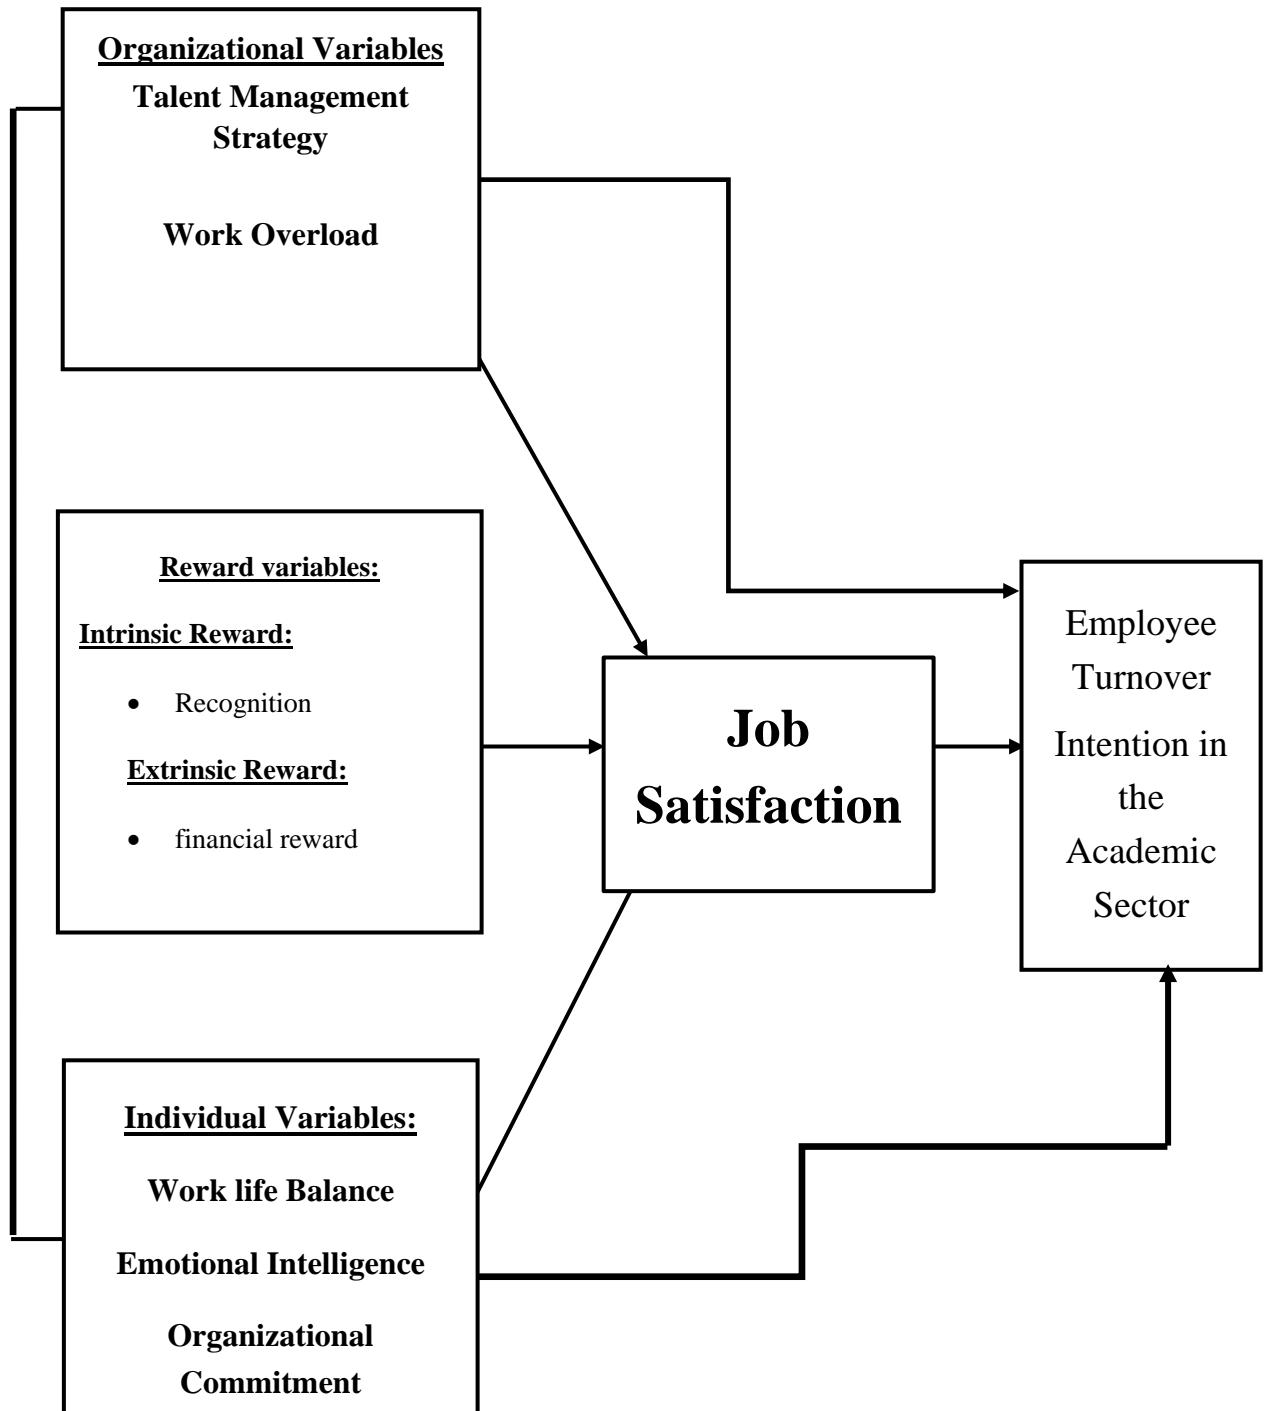 Organizational Variables
Talent Management
Strategy
Work Overload
Reward variables:
Intrinsic Reward:
• Recognition
Extrinsic Reward:
• financial reward
Individual Variables:
Work life Balance
Emotional Intelligence
Organizational
Commitment
Job
Satisfaction
Employee
Turnover
Intention in
the
Academic
Sector